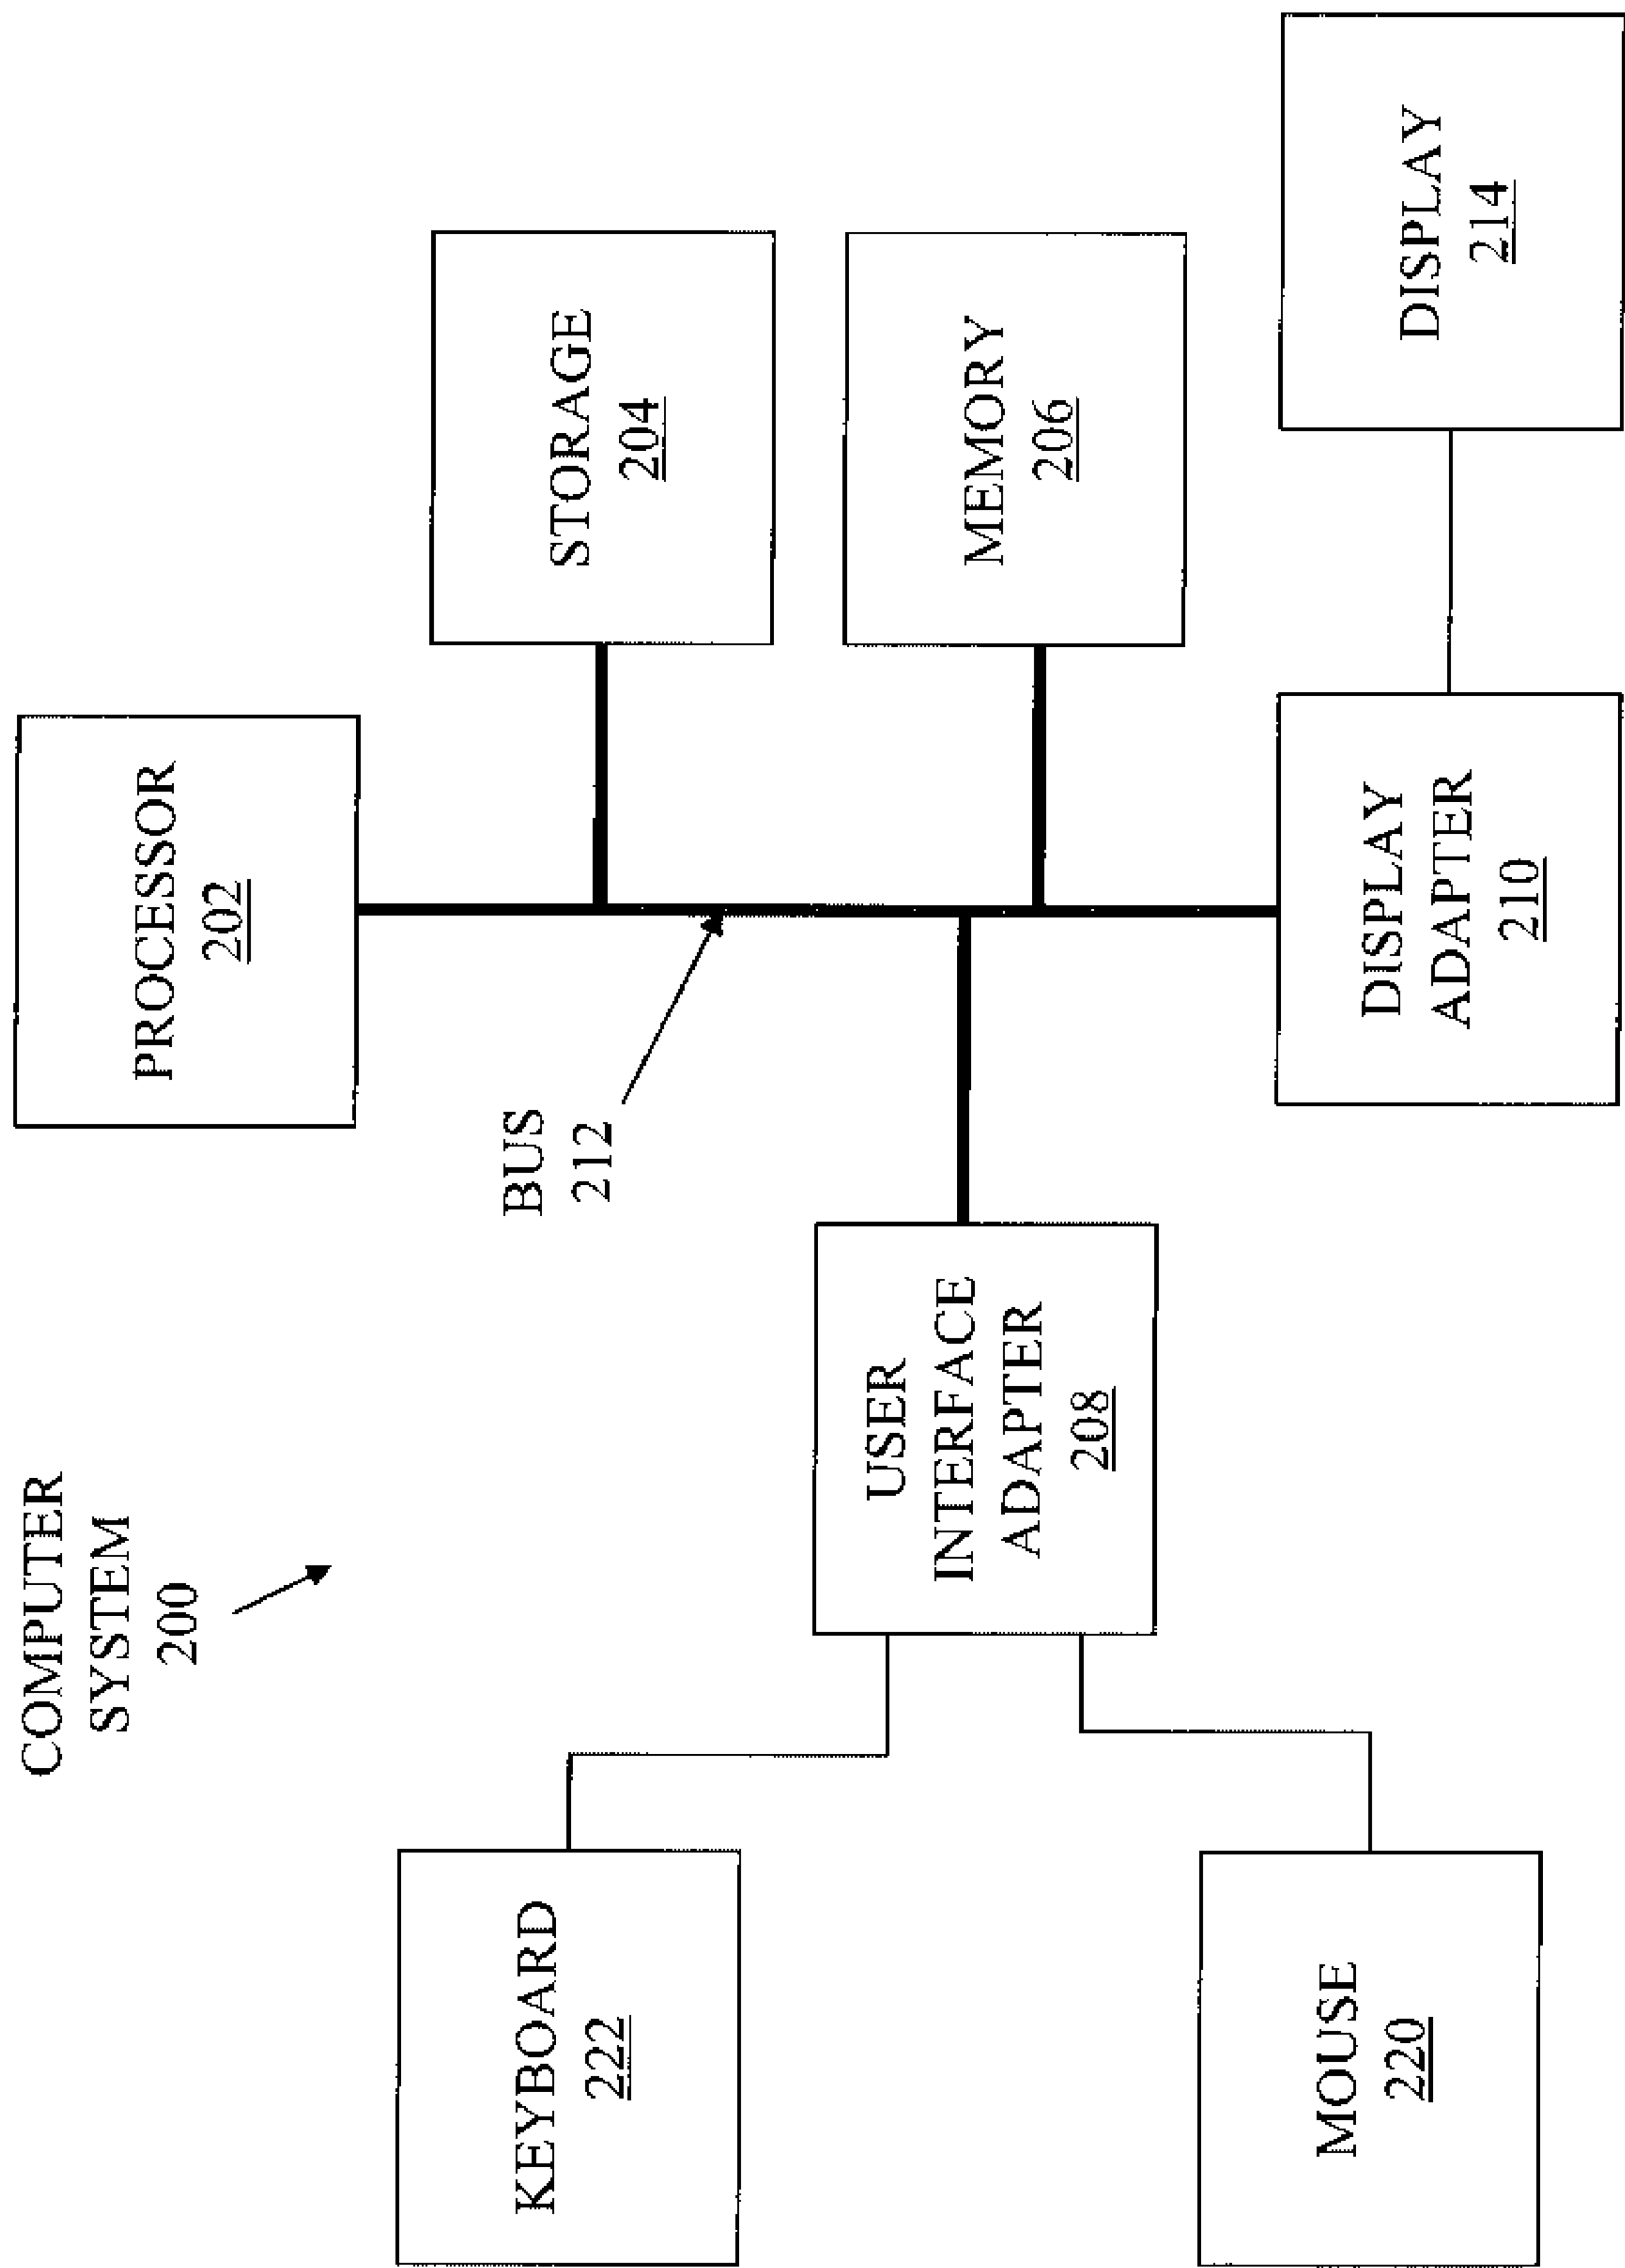 COMPUTER
SYSTEM
200
PROCESSOR
202
BUS
212
STORAGE
204
KEYBOARD
222
USER
INTERFACE
ADAPTER
208
MEMORY
206
MOUSE
220
DISPLAY
ADAPTER
210
DISPLAY
214